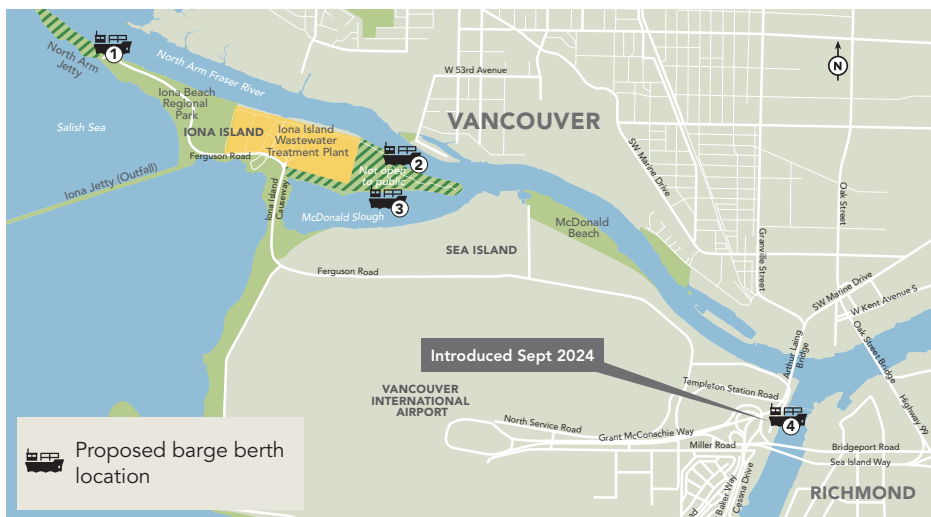 1
North Arm
Jetty
North Arm Fraser River
W 53rd Avenue
N
Iona Beach
Regional
Park
VANCOUVER
Salish Sea
IONA ISLAND
Iona Island
Wastewater
Treatment Plant
Ferguson Road
2
Not open
to public
SW Marine Drive
Oak Street
Iona Jetty (Outfall)
Iona Island
Causeway
3
McDonald Slough
McDonald
Beach
Granville Street
SEA ISLAND
Ferguson Road
SW Marine Drive
W Kent Avenue S
Oak Street Bridge
Introduced Sept 2024
Arthur Laing
Bridge
Templeton Station Road
VANCOUVER
INTERNATIONAL
AIRPORT
Highway 99
4
North Service Road
Grant McConachie Way
Miller Road
Bridgeport Road
Sea Island Way
Proposed barge berth
location
Baker Way
Cessna Drive
RICHMOND